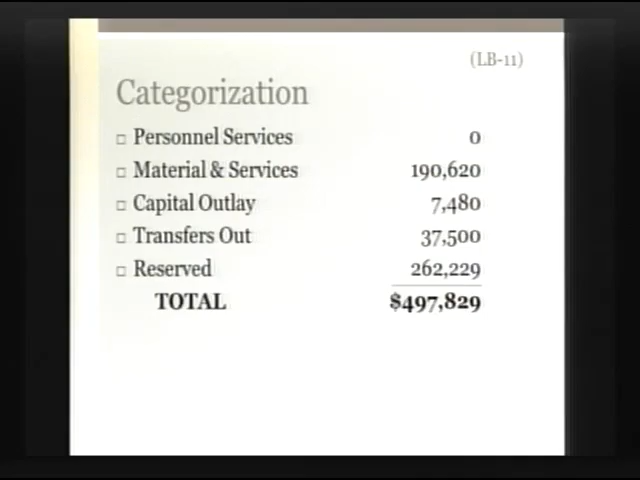 (LB-11)
Categorization
□ Personnel Services 0
□ Material & Services 190,620
□ Capital Outlay 7,480
□ Transfers Out 37,500
□ Reserved 262,229
TOTAL $497,829